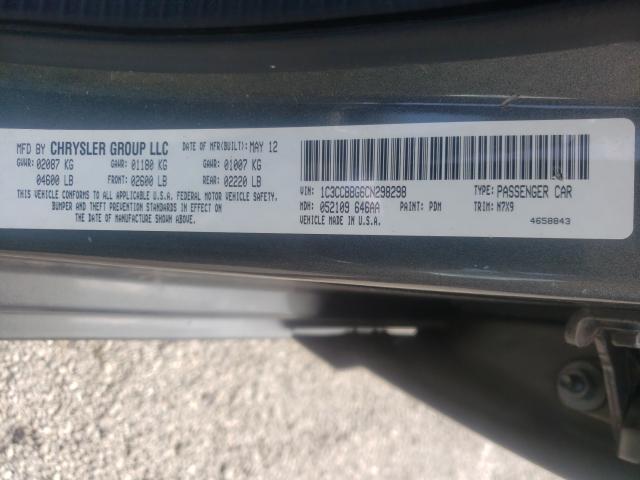 MFD BY CHRYSLER GROUP LLC DATE OF MFR(BUILT): MAY 12
GVWR: 02087 KG GAWR: 01180 KG GAWR: 01007 KG
04600 LB FRONT: 02600 LB REAR: 02220 LB
THIS VEHICLE CONFORMS TO ALL APPLICABLE U.S.A. FEDERAL MOTOR VEHICLE SAFETY,
BUMPER AND THEFT PREVENTION STANDARDS IN EFFECT ON
THE DATE OF MANUFACTURE SHOWN ABOVE.
VIN: 1C3CCBBG6CN298298 TYPE: PASSENGER CAR
MDH: 052109 646AA PAINT: PDM TRIM: N7X9
VEHICLE MADE IN U.S.A. 4658843